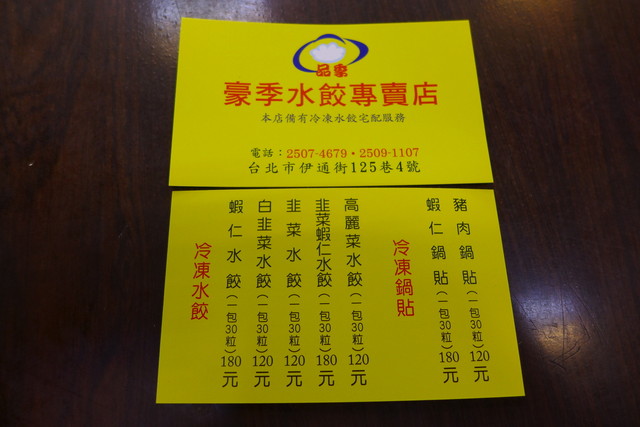 品豪
豪季水餃專賣店
本店備有冷凍水餃宅配服務
電話：2507-4679・2509-1107
台北市伊通街125巷4號
豬肉鍋貼(一包30粒)120元
蝦仁鍋貼(一包30粒)180元
冷凍鍋貼
高麗菜水餃(一包30粒)120元
韮菜蝦仁水餃(一包30粒)180元
韮菜水餃(一包30粒)120元
白韮菜水餃(一包30粒)120元
蝦仁水餃(一包30粒)180元
冷凍水餃